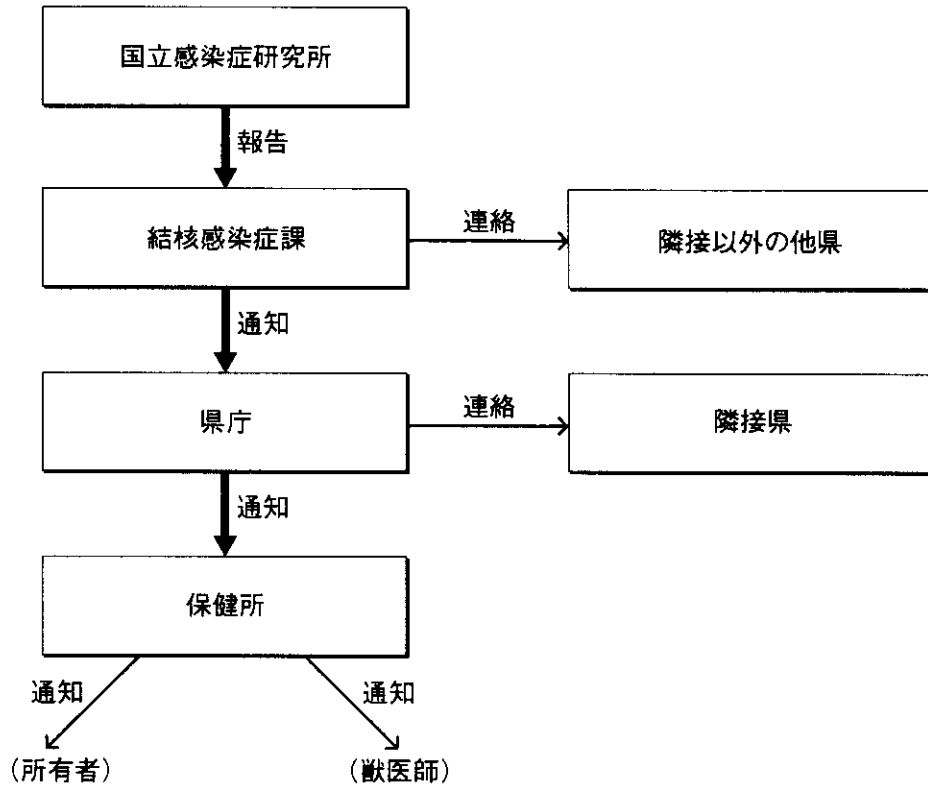 国立感染症研究所
報告
結核感染症課
連絡
隣接以外の他県
通知
県庁
連絡
隣接県
通知
保健所
通知
通知
(所有者)
(獣医師)